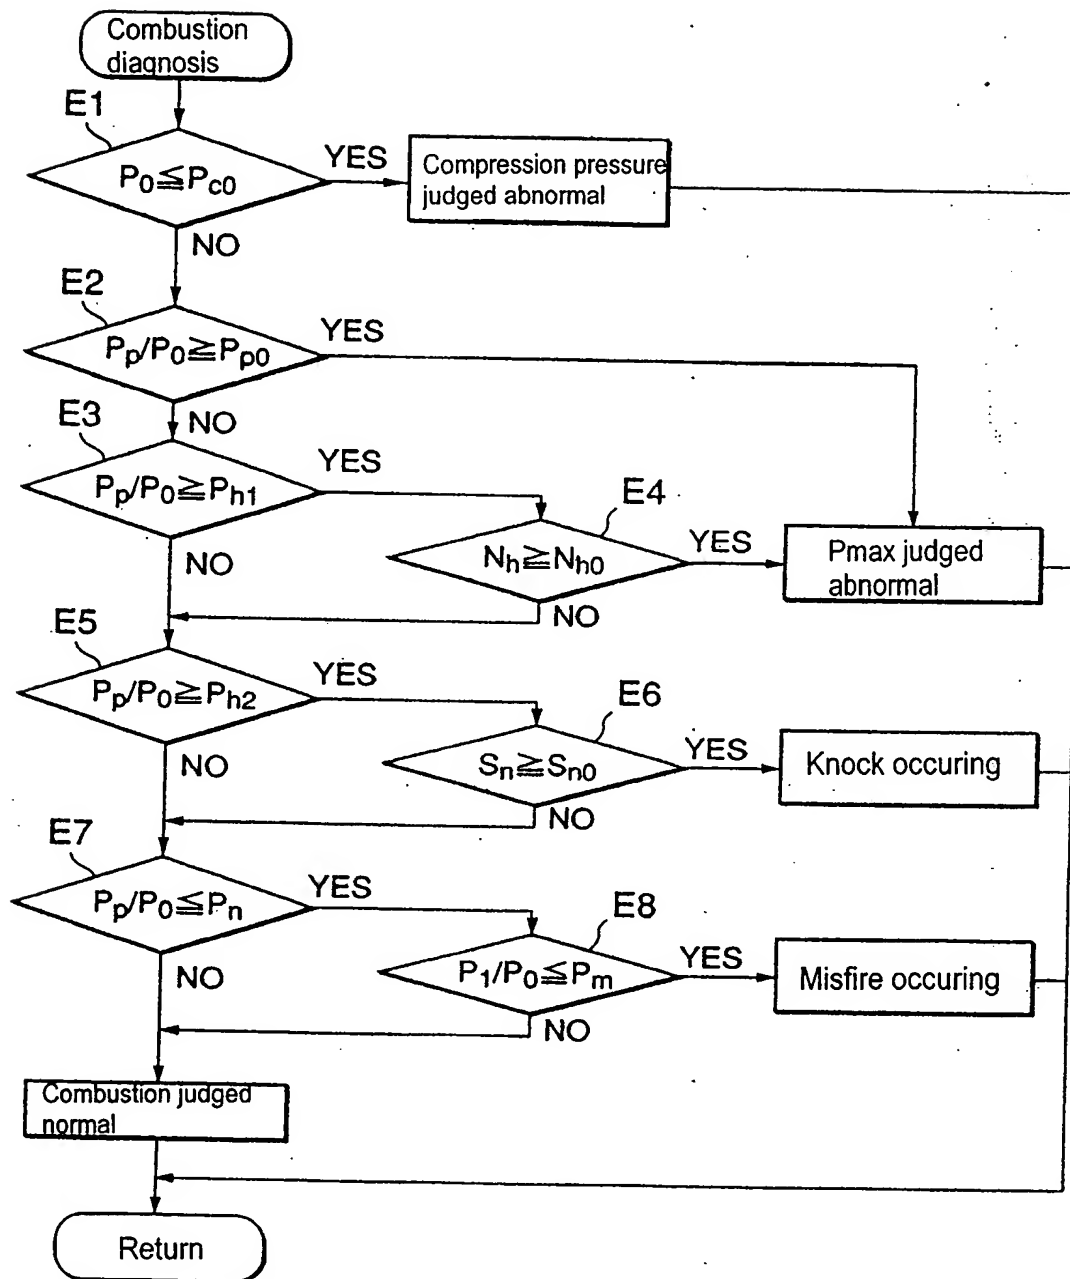 Combustion
diagnosis
E1
P0≦Pc0
YES
Compression pressure
judged abnormal
NO
E2
Pp/P0≧Pp0
YES
NO
E3
Pp/P0≧Ph1
YES
NO
E4
Nh≧Nh0
YES
Pmax judged
abnormal
NO
E5
Pp/P0≧Ph2
YES
NO
E6
Sn≧Sn0
YES
Knock occuring
NO
E7
Pp/P0≦Pn
YES
NO
E8
P1/P0≦Pm
YES
Misfire occuring
NO
Combustion judged
normal
Return